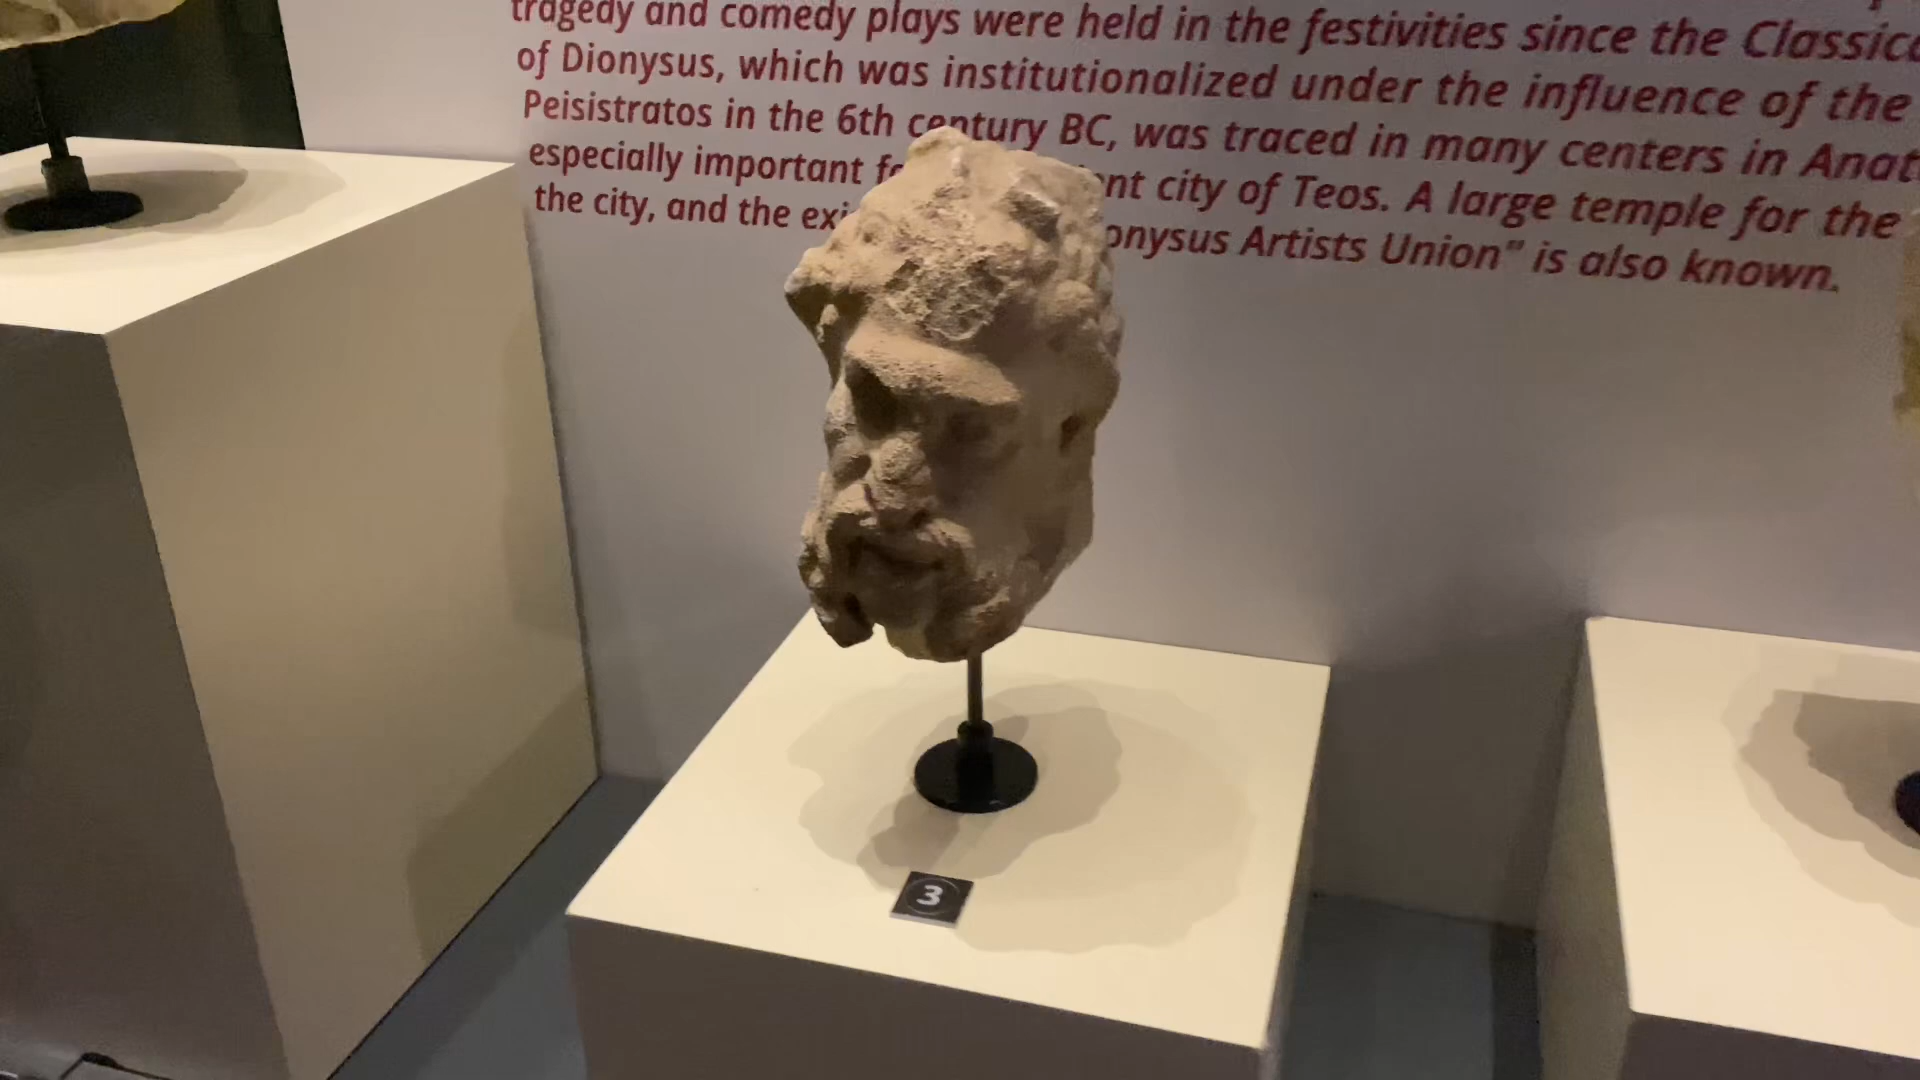 tragedy and comedy plays were held in the festivities since the
of Dionysus, which was institutionalized under the influence of the
Peisistratos in the 6th century BC, was traced in many centers in
especially important city of Teos. A large temple for the
the city, and the Artists Union" is also known.
3